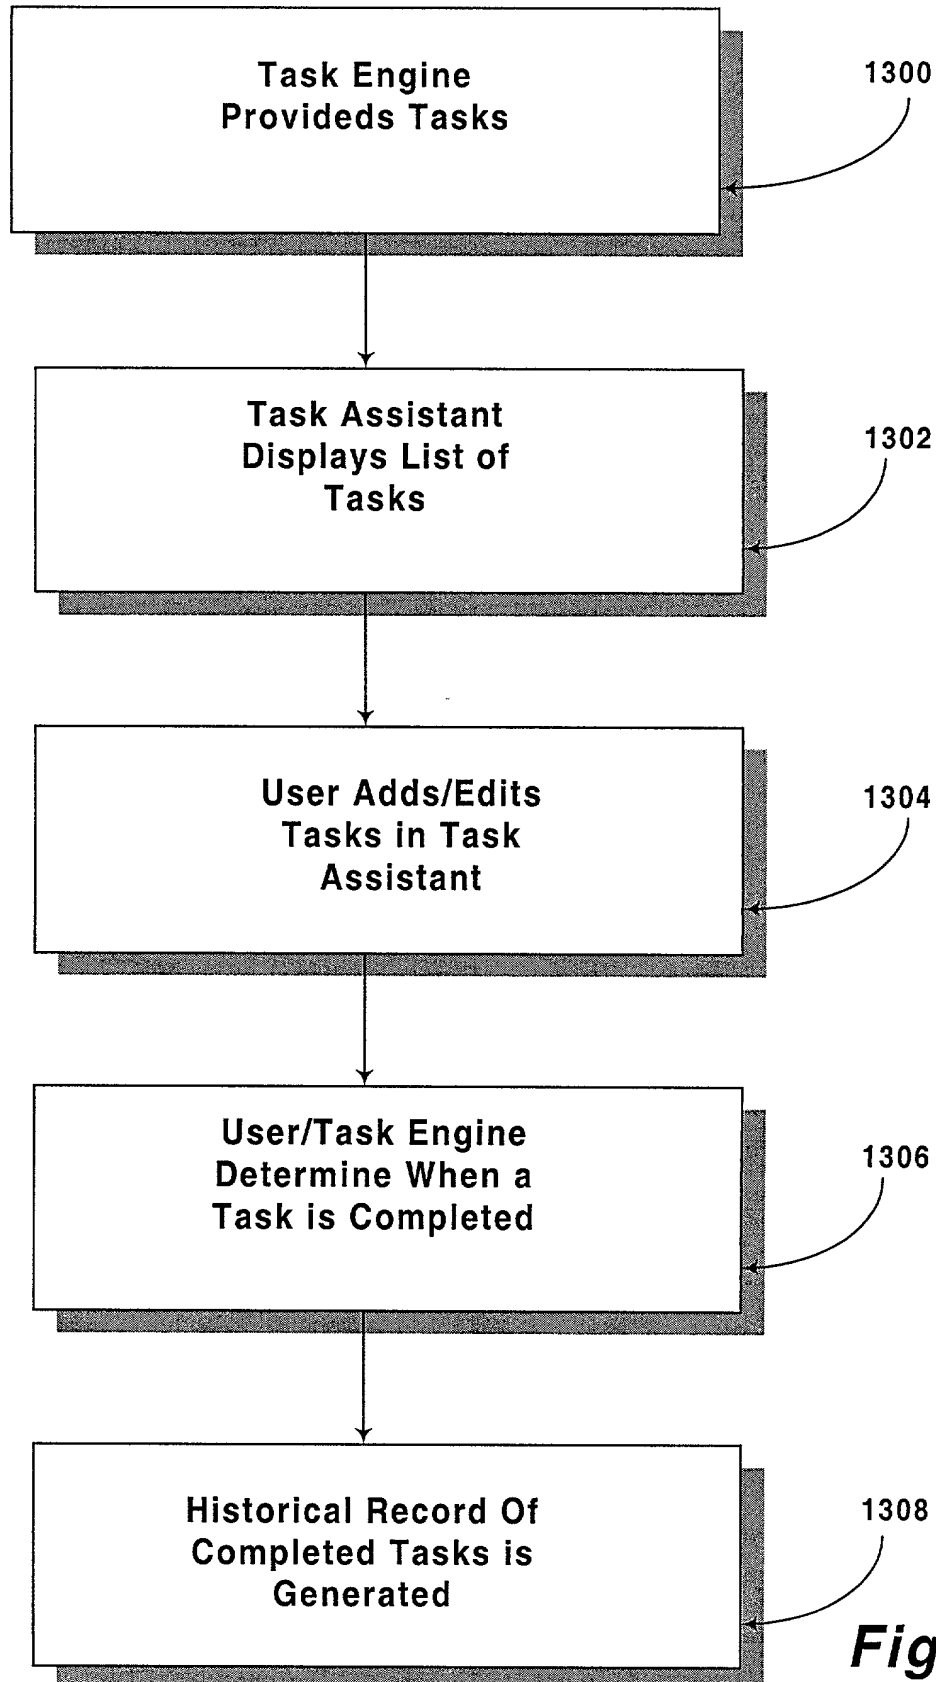 Task Engine
Provideds Tasks
1300
Task Assistant
Displays List of
Tasks
1302
User Adds/Edits
Tasks in Task
Assistant
1304
User/Task Engine
Determine When a
Task is Completed
1306
Historical Record Of
Completed Tasks is
Generated
1308
Fig